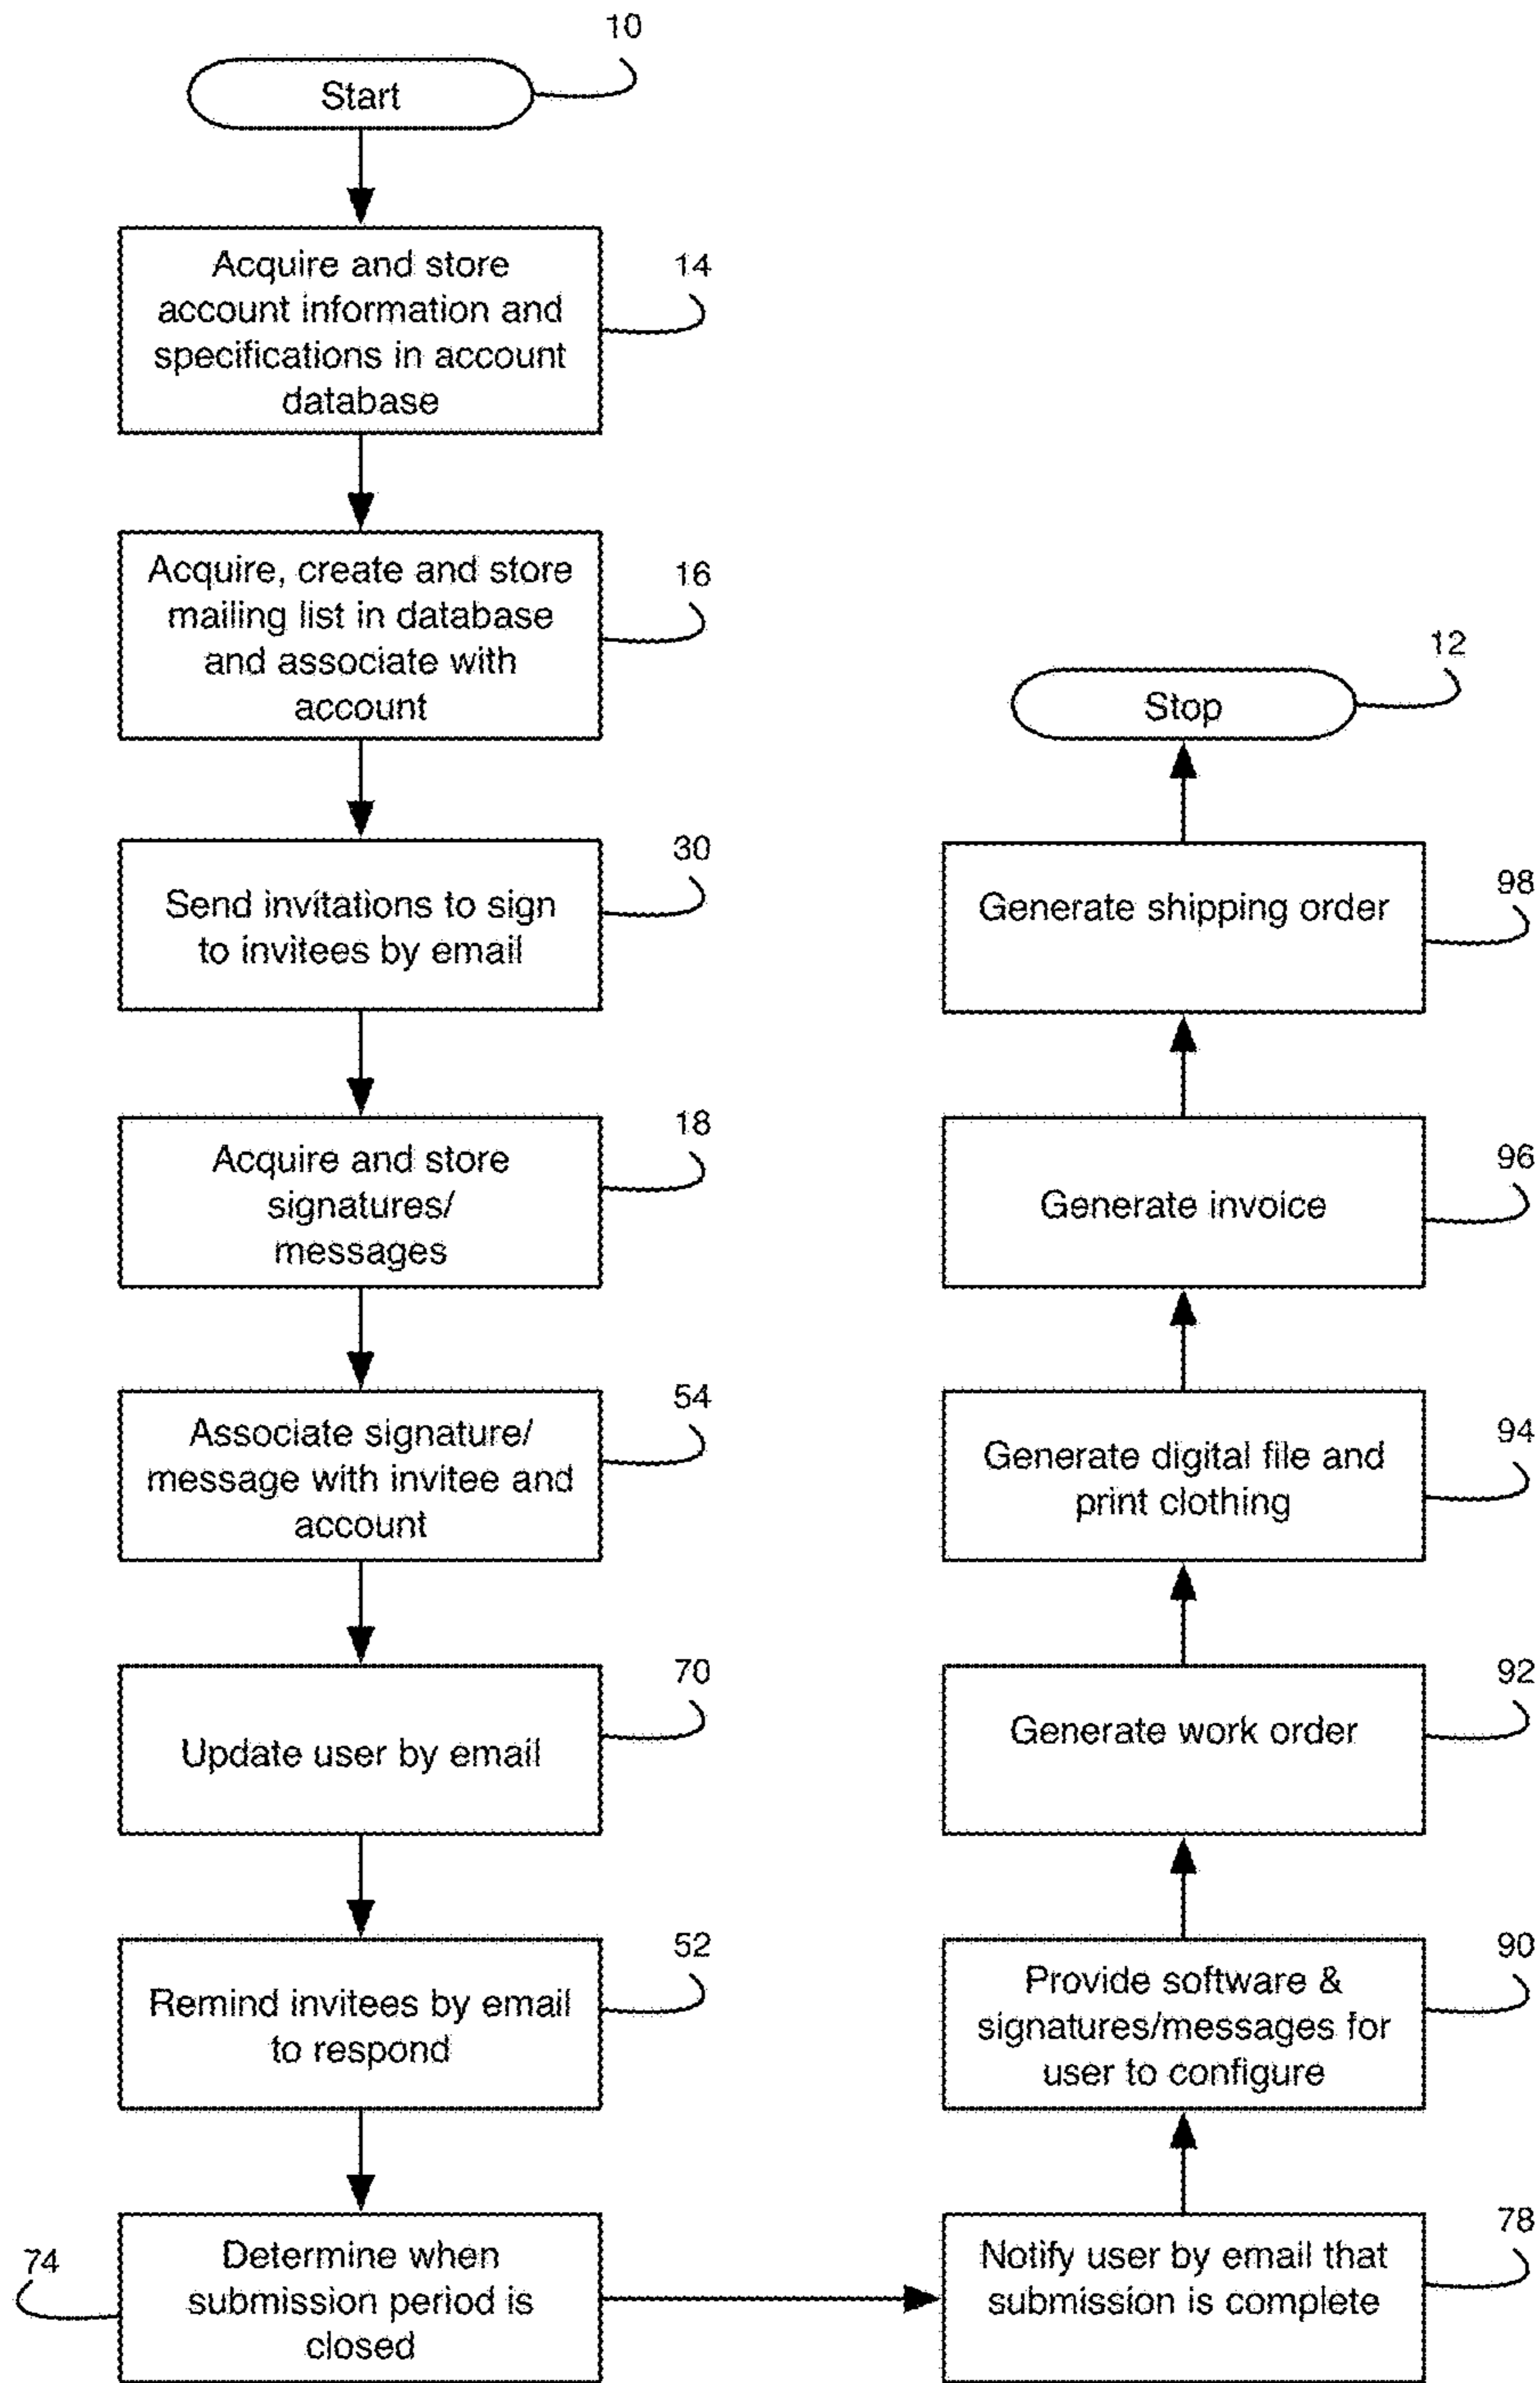 10
Start
Acquire and store
account information and
specifications in account
database
14
Acquire, create and store
mailing list in database
and associate with
account
16
Send invitations to sign
to invitees by email
30
Acquire and store
signatures/
messages
18
Associate signature/
message with invitee and
account
54
Update user by email
70
Remind invitees by email
to respond
52
Determine when
submission period is
closed
74
Notify user by email that
submission is complete
78
Provide software &
signatures/messages for
user to configure
90
Generate work order
92
Generate digital file and
print clothing
94
Generate invoice
96
Generate shipping order
98
Stop
12